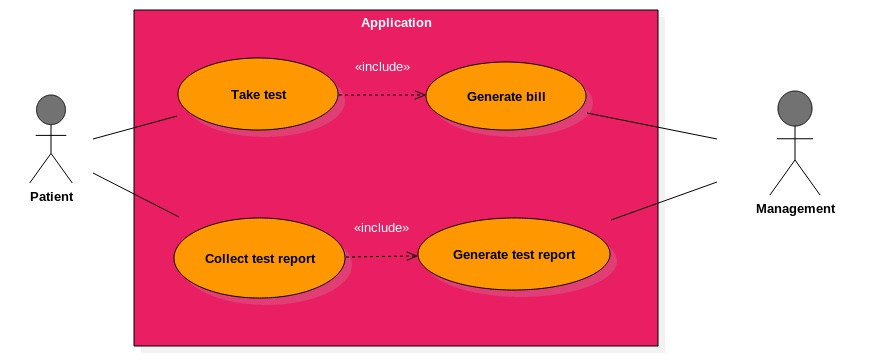 Application
«include»
Take test
Generate bill
Patient
Management
«include»
Collect test report
Generate test report